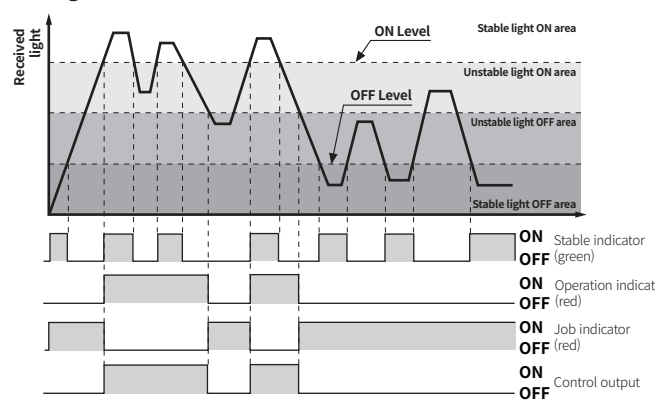 Received
light
ON Level
Stable light ON area
Unstable light ON area
OFF Level
Unstable light OFF area
Stable light OFF area
ON
Stable indicator
OFF
(green)
ON
Operation indicat
OFF
(red)
ON
Job indicator
OFF
(red)
ON
Control output
OFF